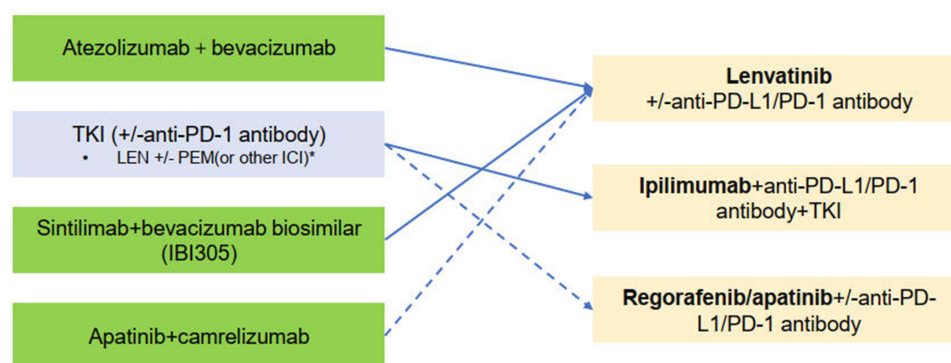 Atezolizumab + bevacizumab
TKI (+/-anti-PD-1 antibody)
• LEN +/- PEM(or other ICI)*
Sintilimab+bevacizumab biosimilar
(IBI305)
Apatinib+camrelizumab
Lenvatinib
+/-anti-PD-L1/PD-1 antibody
Ipilimumab+anti-PD-L1/PD-1
antibody+TKI
Regorafenib/apatinib+/-anti-PD-
L1/PD-1 antibody